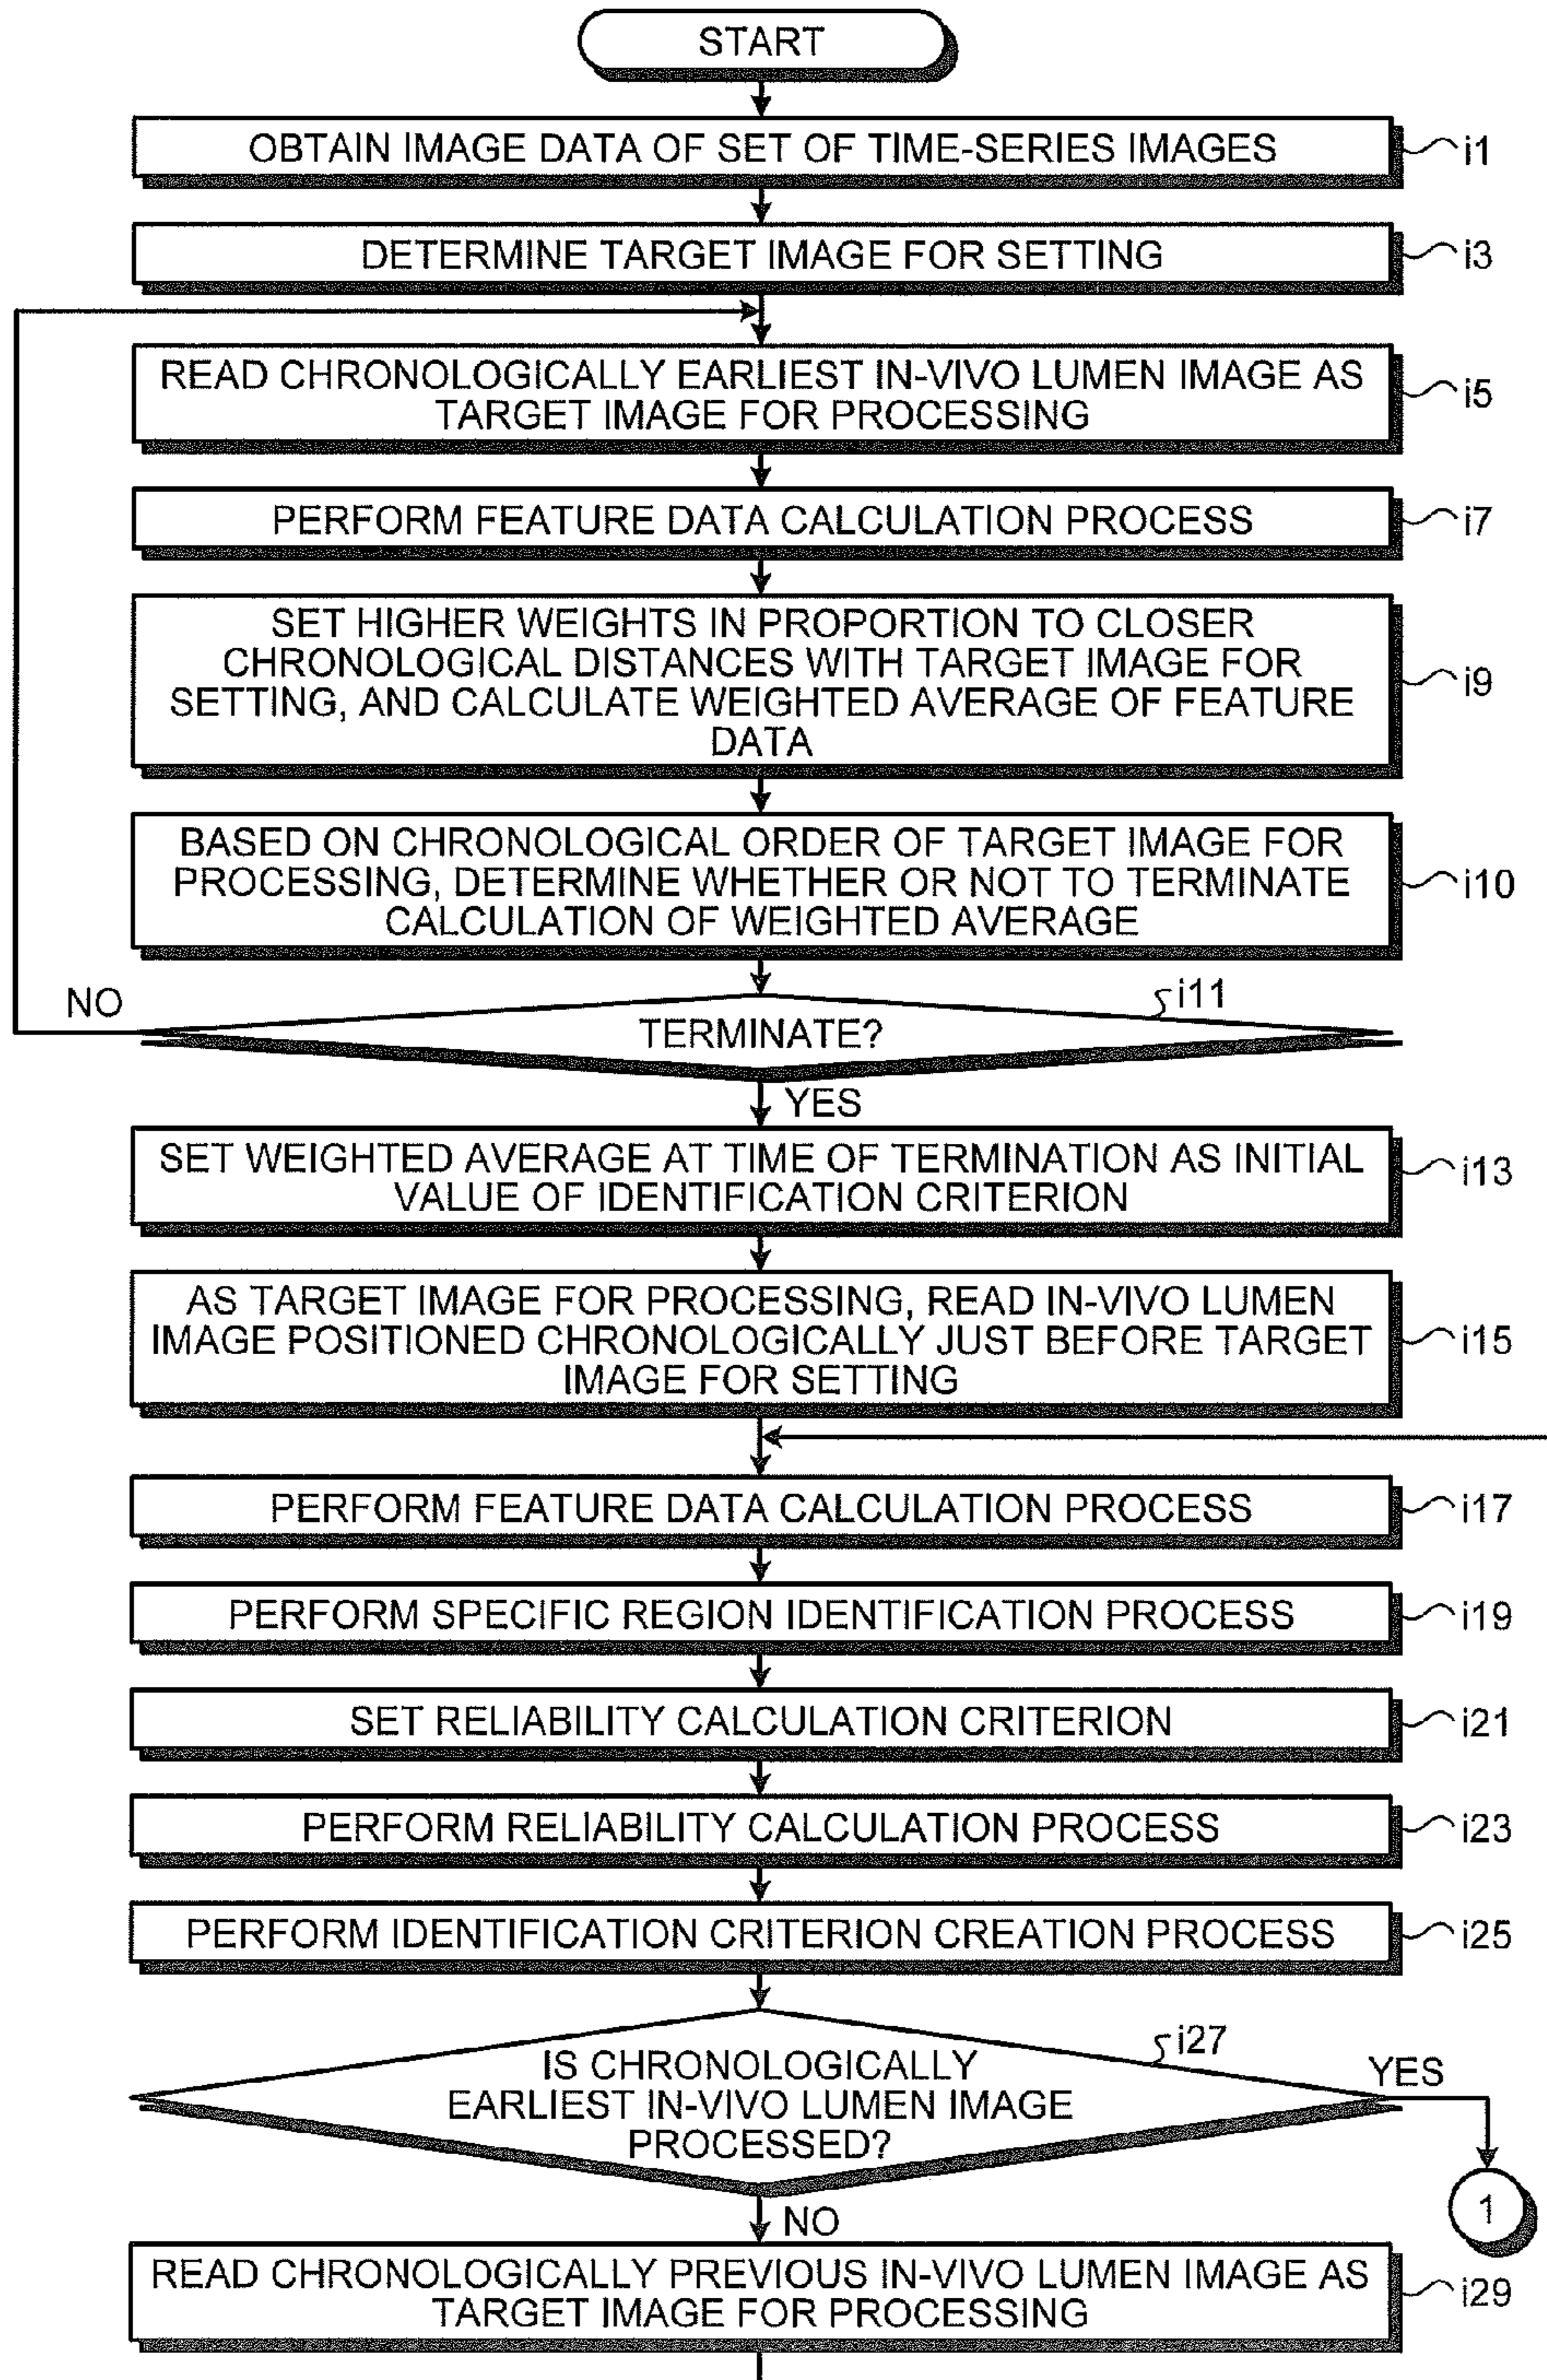 START
OBTAIN IMAGE DATA OF SET OF TIME-SERIES IMAGES
i1
DETERMINE TARGET IMAGE FOR SETTING
i3
READ CHRONOLOGICALLY EARLIEST IN-VIVO LUMEN IMAGE AS
TARGET IMAGE FOR PROCESSING
i5
PERFORM FEATURE DATA CALCULATION PROCESS
i7
SET HIGHER WEIGHTS IN PROPORTION TO CLOSER
CHRONOLOGICAL DISTANCES WITH TARGET IMAGE FOR
SETTING, AND CALCULATE WEIGHTED AVERAGE OF FEATURE
DATA
i9
BASED ON CHRONOLOGICAL ORDER OF TARGET IMAGE FOR
PROCESSING, DETERMINE WHETHER OR NOT TO TERMINATE
CALCULATION OF WEIGHTED AVERAGE
i10
NO
i11
TERMINATE?
YES
SET WEIGHTED AVERAGE AT TIME OF TERMINATION AS INITIAL
VALUE OF IDENTIFICATION CRITERION
i13
AS TARGET IMAGE FOR PROCESSING, READ IN-VIVO LUMEN
IMAGE POSITIONED CHRONOLOGICALLY JUST BEFORE TARGET
IMAGE FOR SETTING
i15
PERFORM FEATURE DATA CALCULATION PROCESS
i17
PERFORM SPECIFIC REGION IDENTIFICATION PROCESS
i19
SET RELIABILITY CALCULATION CRITERION
i21
PERFORM RELIABILITY CALCULATION PROCESS
i23
PERFORM IDENTIFICATION CRITERION CREATION PROCESS
i25
i27
IS CHRONOLOGICALLY
EARLIEST IN-VIVO LUMEN IMAGE
PROCESSED?
YES
1
NO
READ CHRONOLOGICALLY PREVIOUS IN-VIVO LUMEN IMAGE AS
TARGET IMAGE FOR PROCESSING
i29